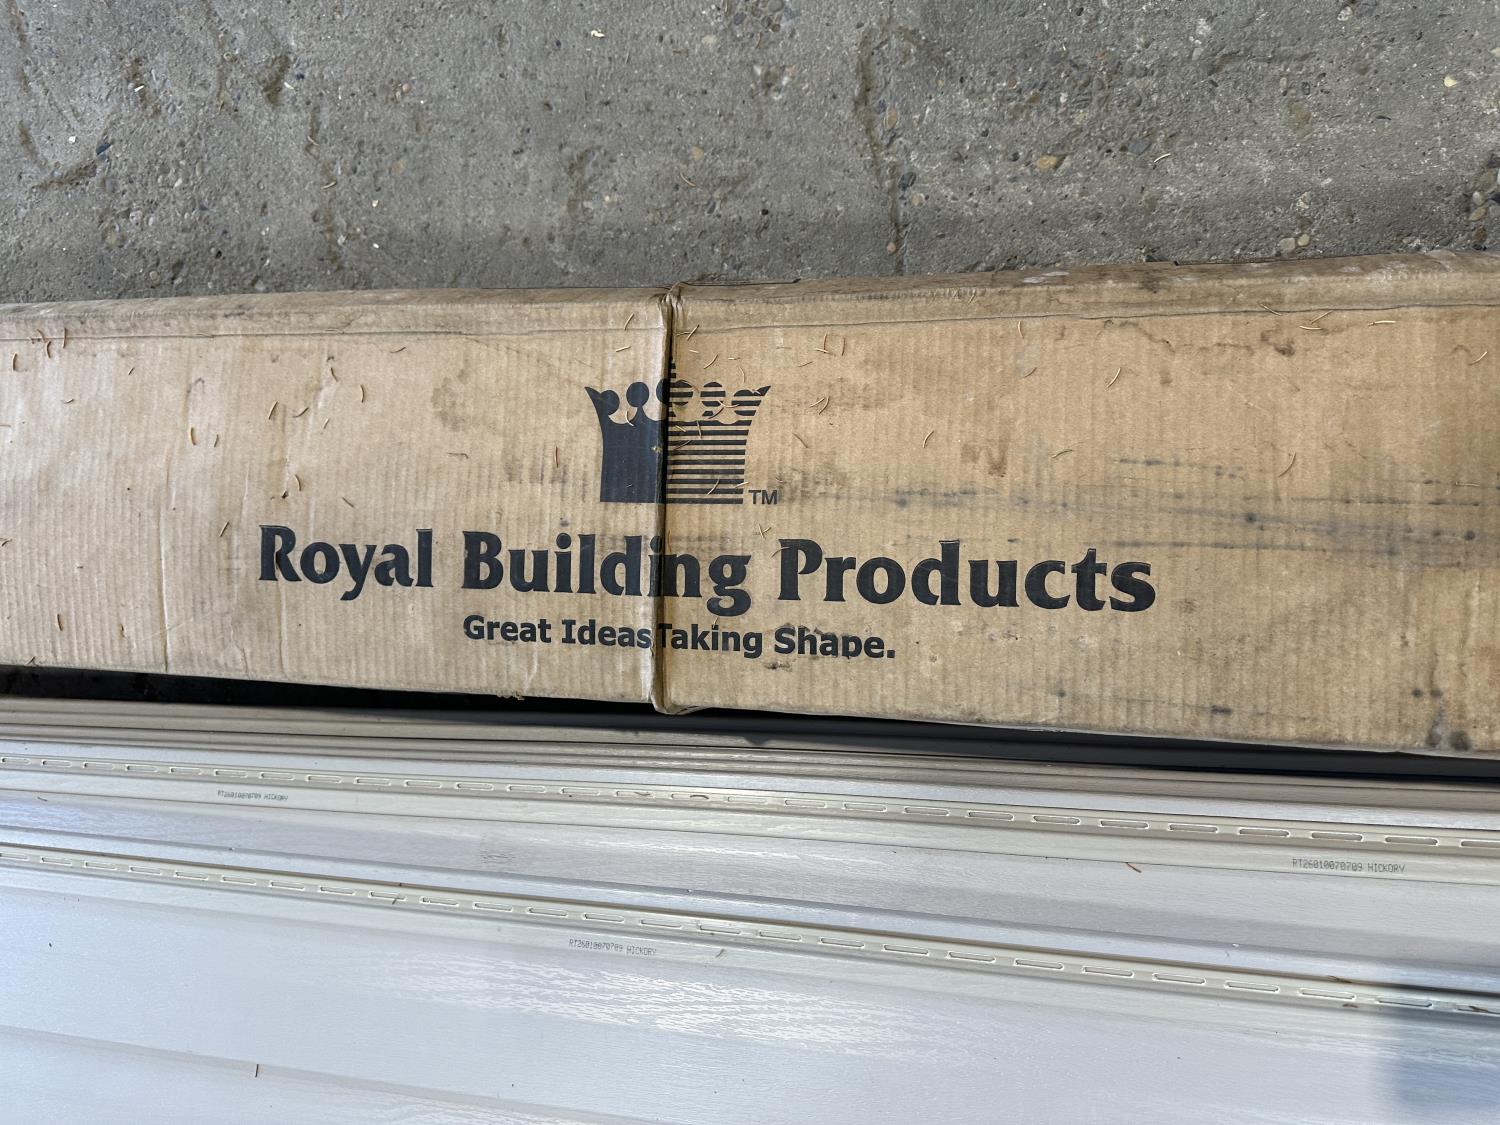 TM
Royal Building Products
Great Ideas Taking Shape.
RT26010070709 HICKORY
RT26010070709 HICKORY
RT26010070709 HICKORY